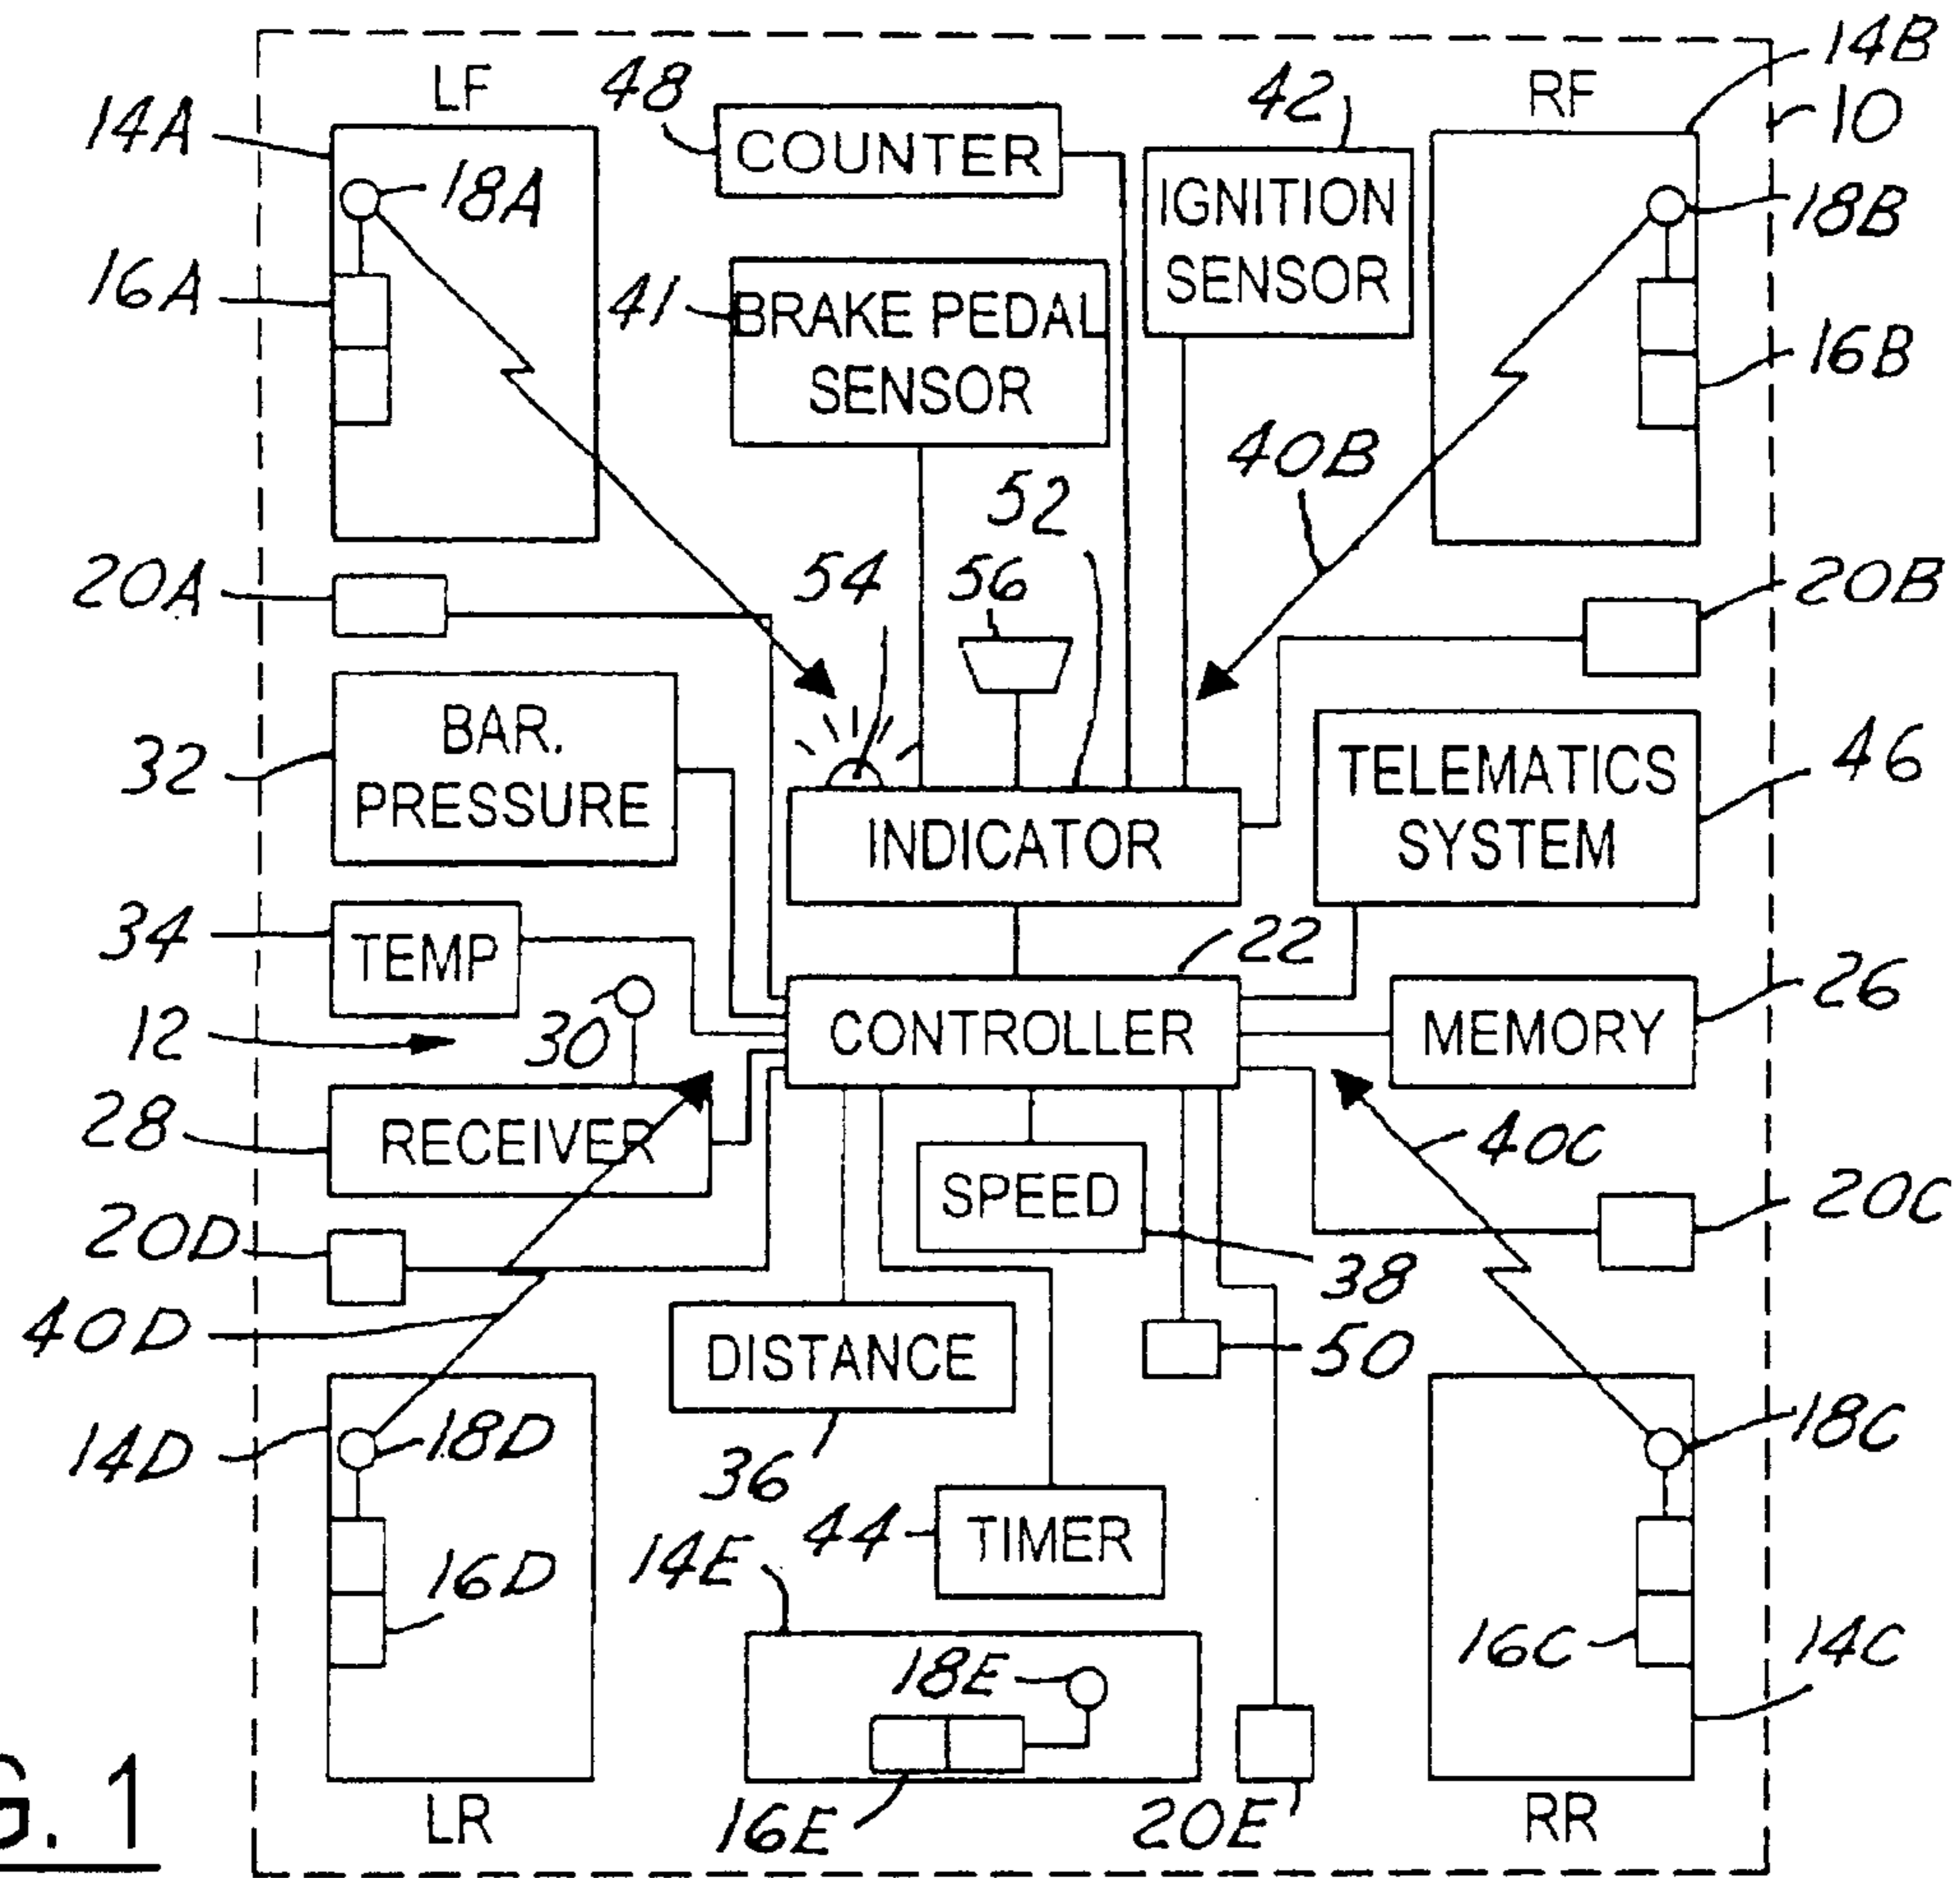 14B
LF
48
42
RF
10
14A
COUNTER
18A
IGNITION
SENSOR
18B
16A
41
BRAKE PEDAL
SENSOR
16B
40B
52
20A
54
56
20B
BAR.
PRESSURE
32
TELEMATICS
SYSTEM
46
INDICATOR
34
TEMP
22
26
12
30
CONTROLLER
MEMORY
28
RECEIVER
40C
SPEED
20C
20D
38
40D
DISTANCE
50
14D
18D
18C
36
44
TIMER
14E
16D
18E
16C
14C
G. 1
LR
16E
20E
RR